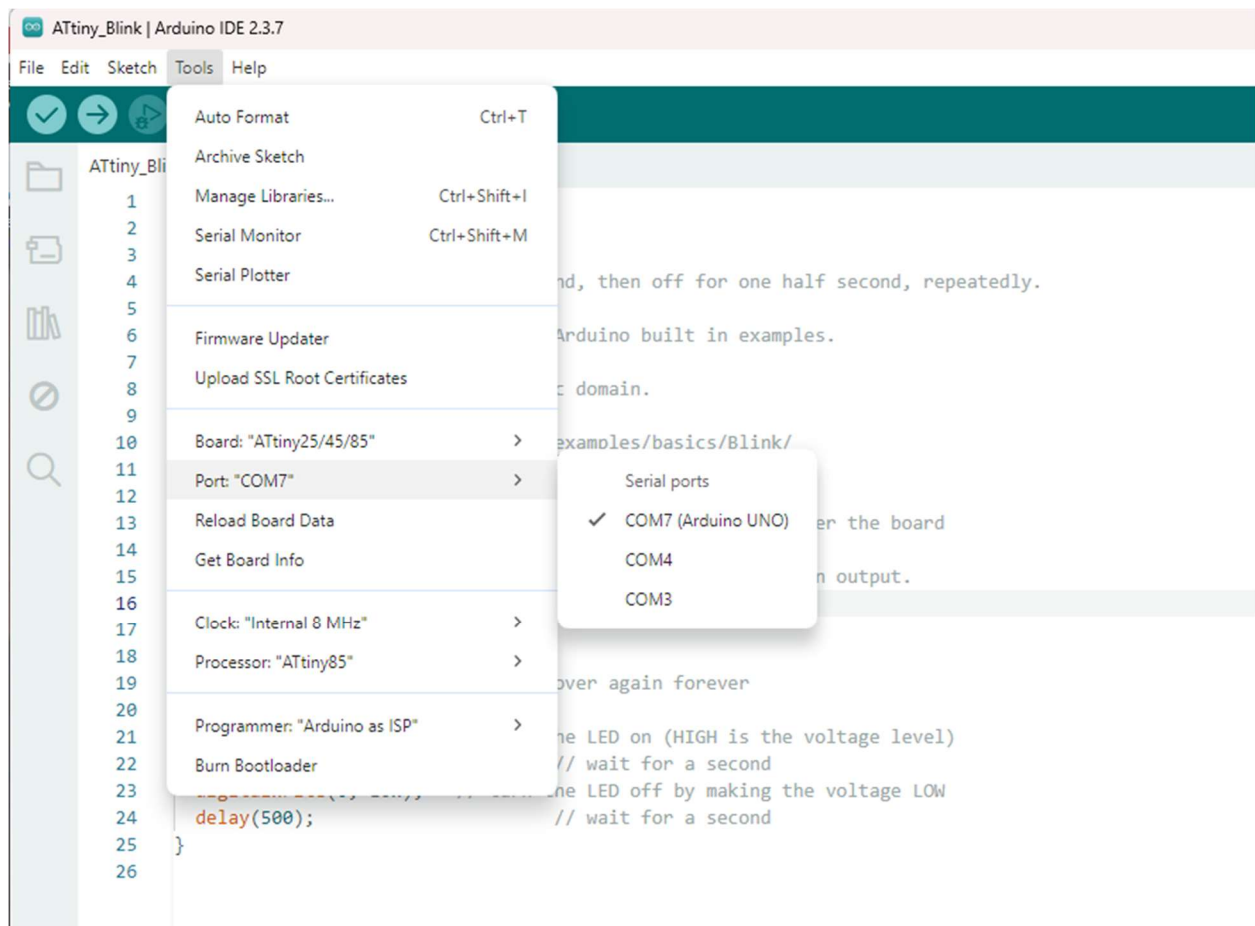 ATtiny_Blink | Arduino IDE 2.3.7
File Edit Sketch Tools Help
ATtiny_Bli
Auto Format Ctrl+T
Archive Sketch
Manage Libraries... Ctrl+Shift+I
Serial Monitor Ctrl+Shift+M
Serial Plotter
Firmware Updater
Upload SSL Root Certificates
Board: "ATtiny25/45/85"
Port: "COM7"
Reload Board Data
Get Board Info
Clock: "Internal 8 MHz"
Processor: "ATtiny85"
Programmer: "Arduino as ISP"
Burn Bootloader
Serial ports
COM7 (Arduino UNO)
COM4
COM3
1
2
3
4 nd, then off for one half second, repeatedly.
5
6 Arduino built in examples.
7
8 c domain.
9
10 examples/basics/Blink/
11
12
13 er the board
14
15 n output.
16
17
18
19 over again forever
20
21 he LED on (HIGH is the voltage level)
22 // wait for a second
23 the LED off by making the voltage LOW
24 delay(500); // wait for a second
25 }
26